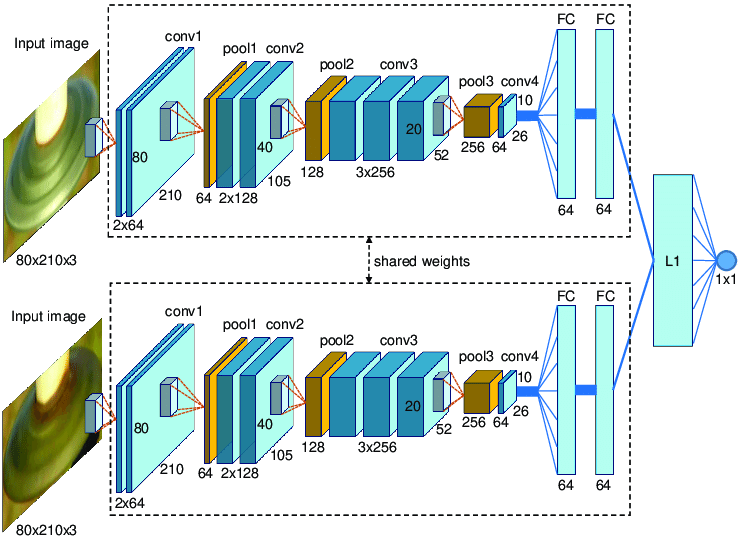 FC FC
conv1
Input image
pool1 conv2
pool2 conv3
pool3 conv4
10
80
40
20
26
52
256 64
210
105
128 3x256
64 2x128
2x64
64 64
80x210x3
shared weights
L1
1x1
FC FC
conv1
Input image
pool1 conv2
pool2 conv3
pool3 conv4
10
80
40
20
26
52
256 64
210
105
128 3x256
64 2x128
2x64
64 64
80x210x3